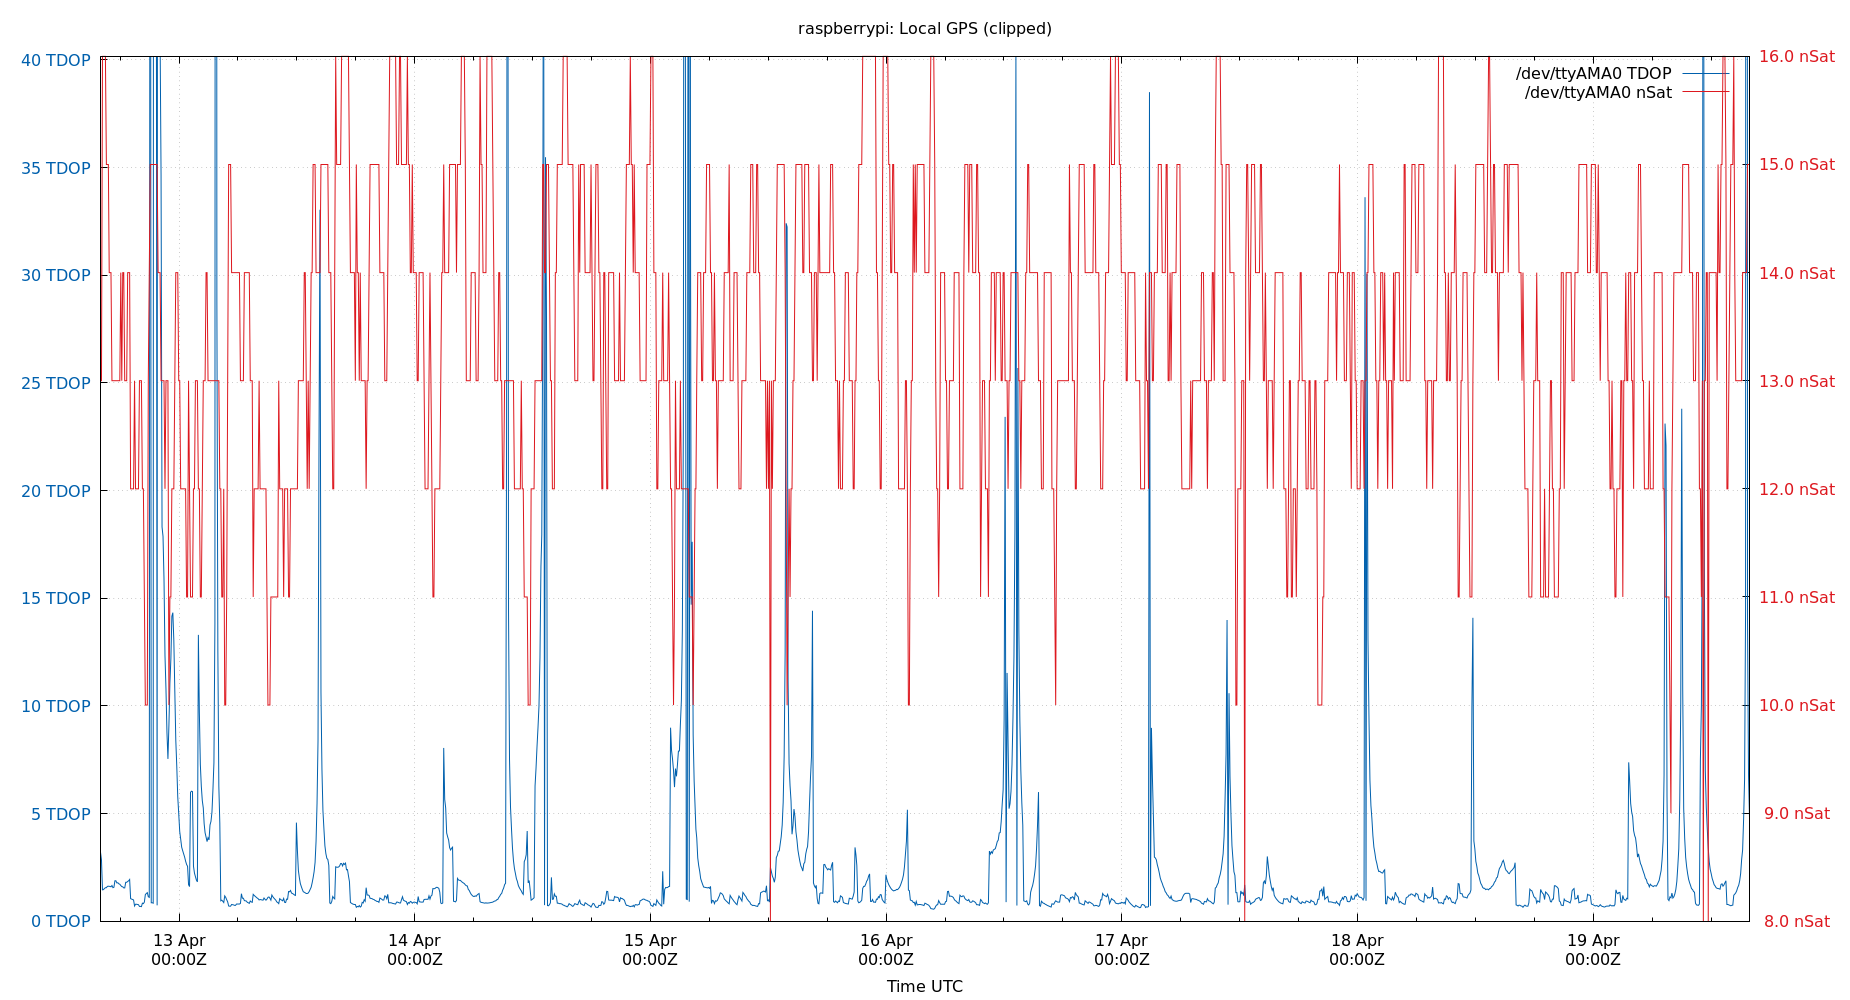 raspberrypi: Local GPS (clipped)
40 TDOP
35 TDOP
30 TDOP
25 TDOP
20 TDOP
15 TDOP
10 TDOP
5 TDOP
0 TDOP
16.0 nSat
15.0 nSat
14.0 nSat
13.0 nSat
12.0 nSat
11.0 nSat
10.0 nSat
9.0 nSat
8.0 nSat
/dev/ttyAMA0 TDOP
/dev/ttyAMA0 nSat
13 Apr
00:00Z
14 Apr
00:00Z
15 Apr
00:00Z
16 Apr
00:00Z
17 Apr
00:00Z
18 Apr
00:00Z
19 Apr
00:00Z
Time UTC